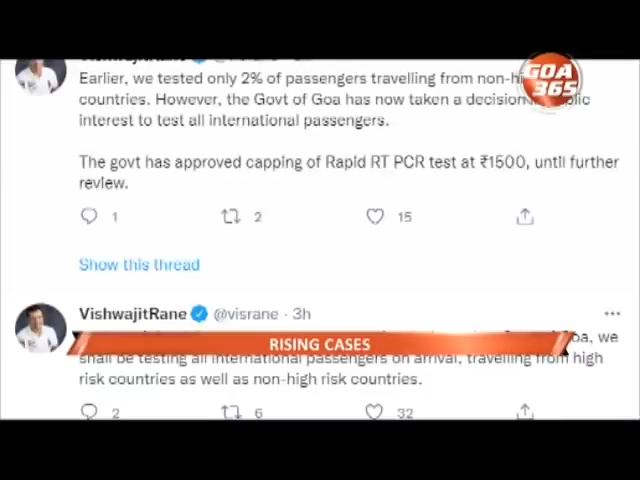 VishwajitRane
GOA
365
Earlier, we tested only 2% of passengers travelling from
countries. However, the Govt of Goa has now taken a decision
interest to test all international passengers.
The govt has approved capping of Rapid RT PCR test at ₹1500, until further
review.
1 2 15
Show this thread
VishwajitRane @visrane · 3h
RISING CASES
we
shall be testing all international passengers on arrival, travelling from high
risk countries as well as non-high risk countries.
2 6 32